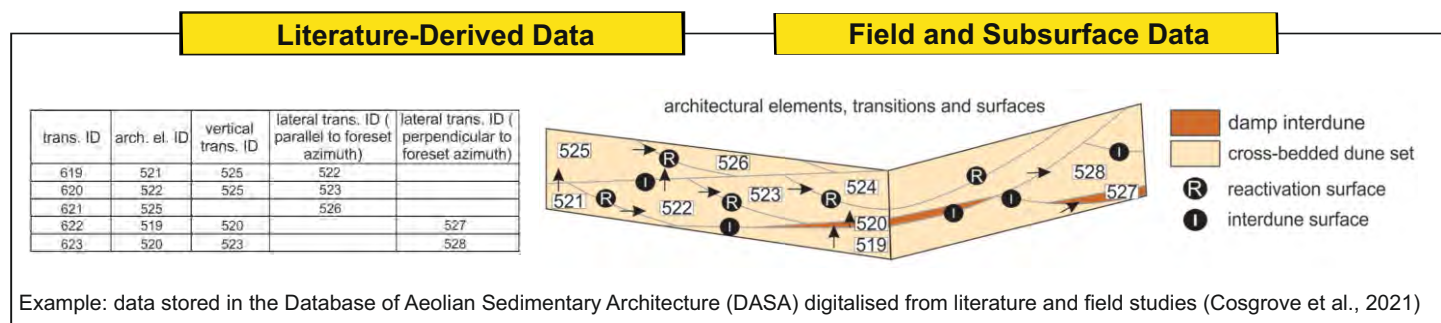 Literature-Derived Data
Field and Subsurface Data
trans. ID | arch. el. ID | vertical trans. ID | lateral trans. ID ( parallel to foreset azimuth) | lateral trans. ID ( perpendicular to foreset azimuth)
619 | 521 | 525 | 522 |
620 | 522 | 525 | 523 |
621 | 525 | | 526 |
622 | 519 | 520 | | 527
623 | 520 | 523 | | 528
architectural elements, transitions and surfaces
525 R 526
521 R I 522 R 523 R 524
I 520
519
R I I I 528
527
damp interdune
cross-bedded dune set
R reactivation surface
I interdune surface
Example: data stored in the Database of Aeolian Sedimentary Architecture (DASA) digitalised from literature and field studies (Cosgrove et al., 2021)